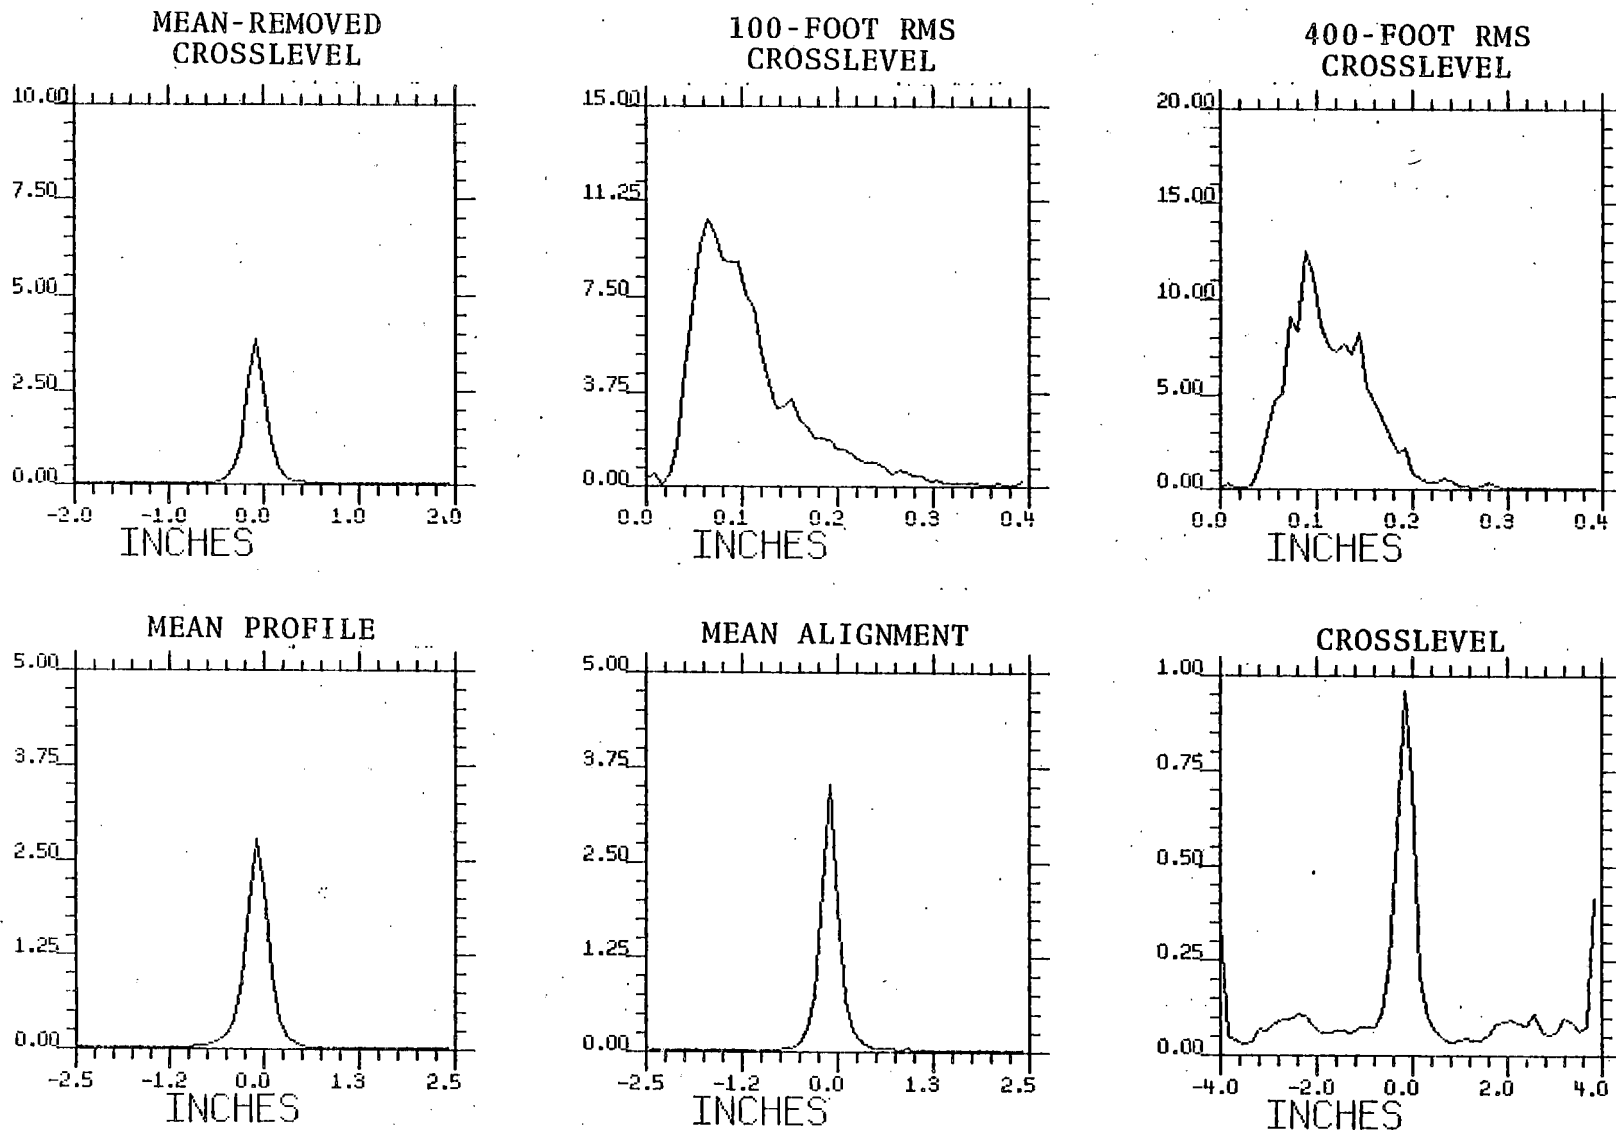 MEAN-REMOVED
CROSSLEVEL
10.00
7.50
5.00
2.50
0.00
-2.0 -1.0 0.0 1.0 2.0
INCHES
100-FOOT RMS
CROSSLEVEL
15.00
11.25
7.50
3.75
0.00
0.0 0.1 0.2 0.3 0.4
INCHES
400-FOOT RMS
CROSSLEVEL
20.00
15.00
10.00
5.00
0.00
0.0 0.1 0.2 0.3 0.4
INCHES
MEAN PROFILE
5.00
3.75
2.50
1.25
0.00
-2.5 -1.2 0.0 1.3 2.5
INCHES
MEAN ALIGNMENT
5.00
3.75
2.50
1.25
0.00
-2.5 -1.2 0.0 1.3 2.5
INCHES
CROSSLEVEL
1.00
0.75
0.50
0.25
0.00
-4.0 -2.0 0.0 2.0 4.0
INCHES